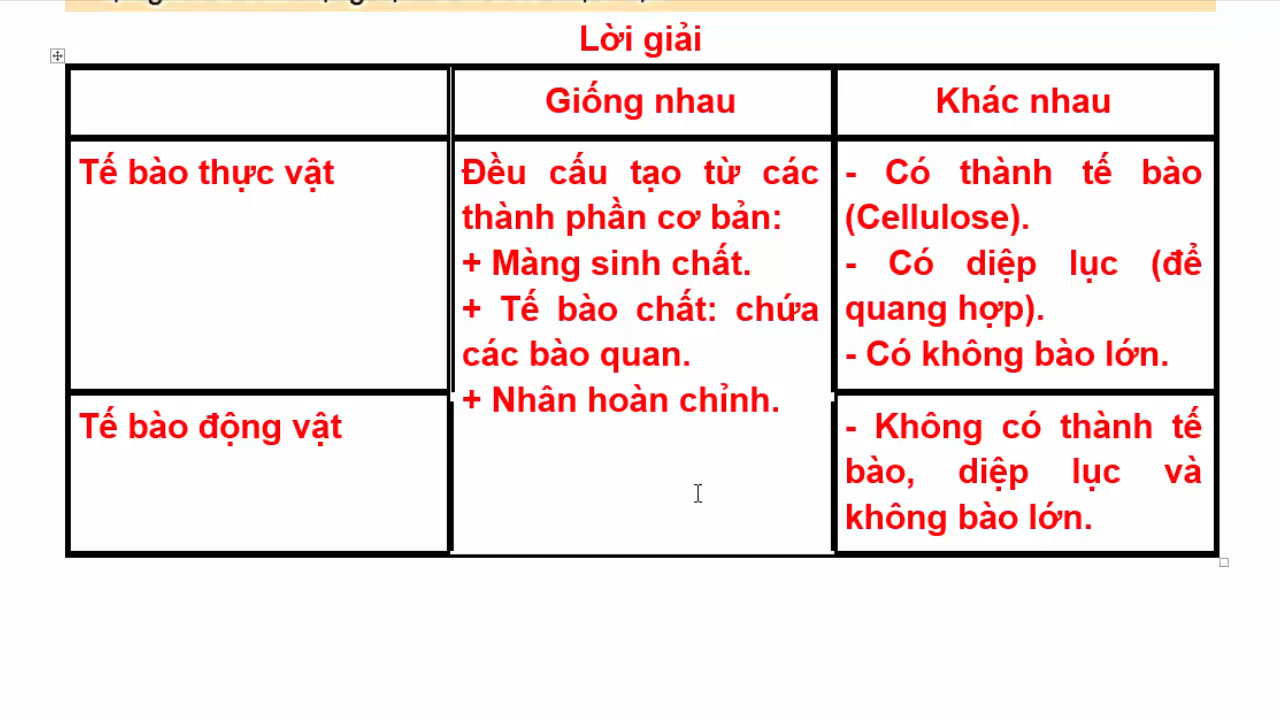 Lời giải
Giống nhau
Khác nhau
Tế bào thực vật
Đều cấu tạo từ các
thành phần cơ bản:
+ Màng sinh chất.
+ Tế bào chất: chứa
các bào quan.
+ Nhân hoàn chỉnh.
- Có thành tế bào
(Cellulose).
- Có diệp lục (để
quang hợp).
- Có không bào lớn.
Tế bào động vật
- Không có thành tế
bào, diệp lục và
không bào lớn.